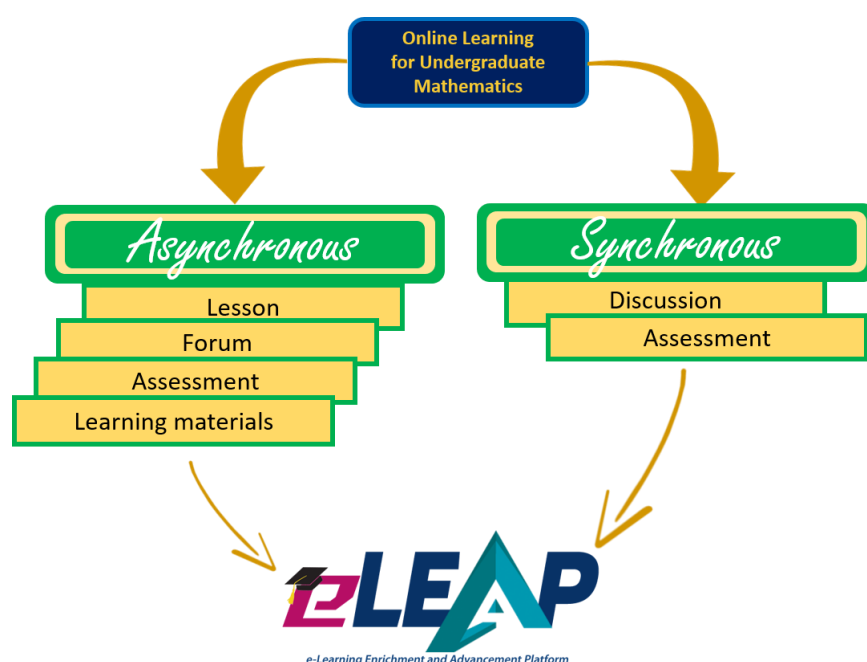 Online Learning
for Undergraduate
Mathematics
Asynchronous
Synchronous
Lesson
Forum
Assessment
Learning materials
Discussion
Assessment
eLEAP
e-Learning Enrichment and Advancement Platform